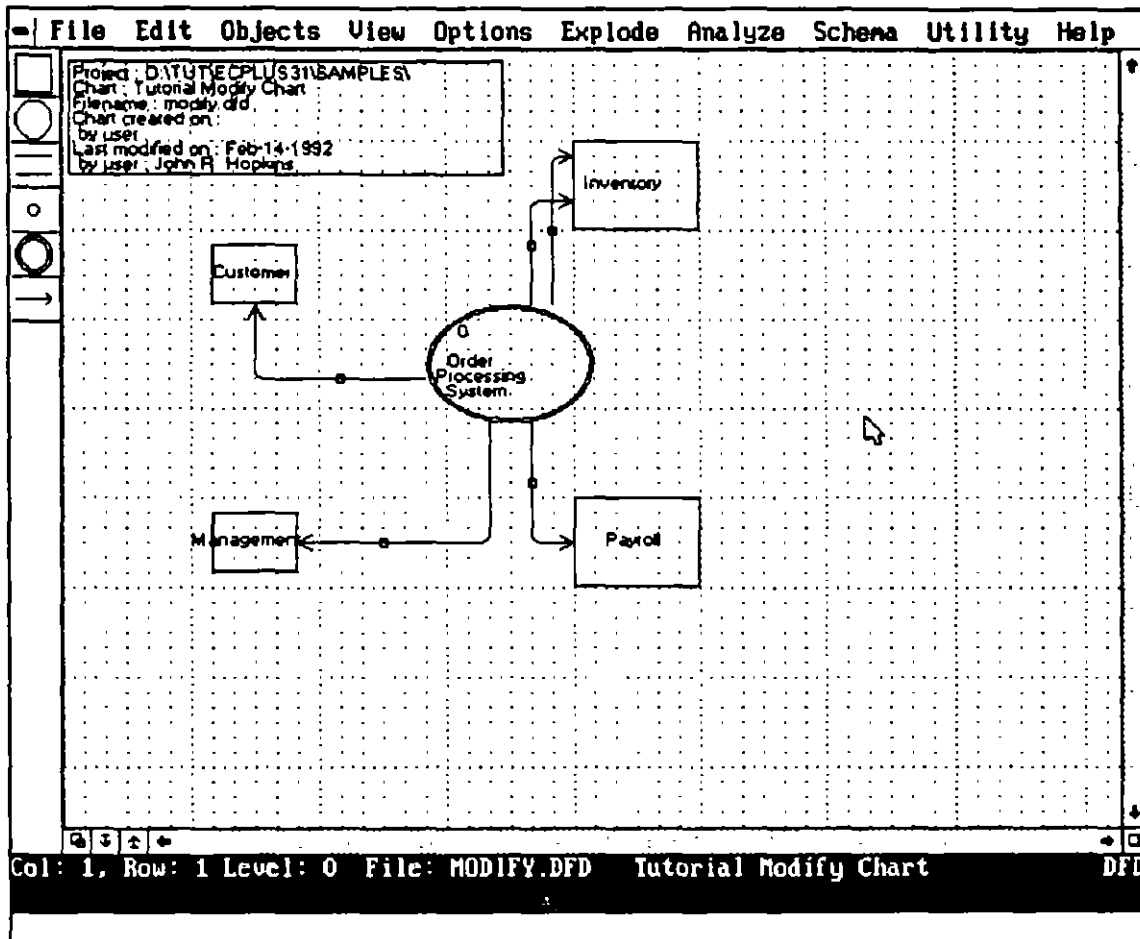 File Edit Objects View Options Explode Analyze Schema Utility Help
Project : D:\TUT\ECPLUS31\SAMPLES\
Chart : Tutorial Modify Chart
Filename : modify.dfd
Chart created on :
by user
Last modified on : Feb-14-1992
by user : John R. Hopkins
Inventory
Customer
0
Order
Processing
System
Management
Payroll
Col: 1, Row: 1 Level: 0 File: MODIFY.DFD Tutorial Modify Chart DFD